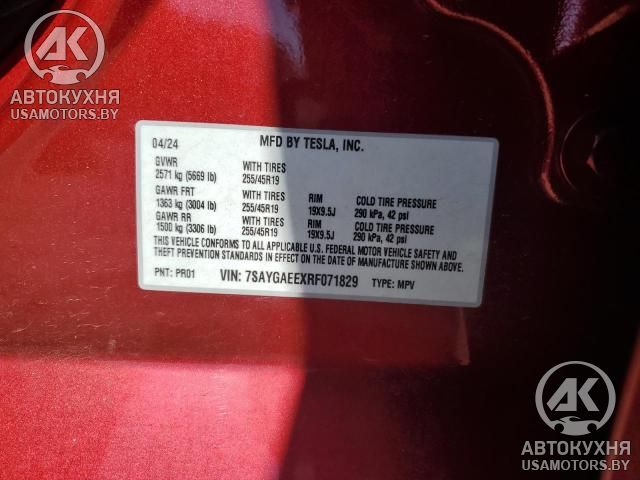 АК
АВТОКУХНЯ
USAMOTORS.BY
04/24 MFD BY TESLA, INC.
GVWR WITH TIRES
2571 kg (5669 lb) 255/45R19
GAWR FRT WITH TIRES RIM COLD TIRE PRESSURE
1363 kg (3004 lb) 255/45R19 19X9.5J 290 kPa, 42 psi
GAWR RR WITH TIRES RIM COLD TIRE PRESSURE
1500 kg (3306 lb) 255/45R19 19X9.5J 290 kPa, 42 psi
THIS VEHICLE CONFORMS TO ALL APPLICABLE U.S. FEDERAL MOTOR VEHICLE SAFETY AND
THEFT PREVENTION STANDARDS IN EFFECT ON THE DATE OF MANUFACTURE SHOWN ABOVE.
PNT: PR01 VIN: 7SAYGAEEXRF071829 TYPE: MPV
АК
АВТОКУХНЯ
USAMOTORS.BY